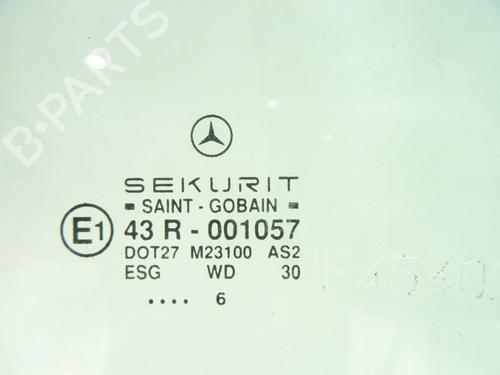 B-PARTS
SEKURIT
SAINT - GOBAIN
E1 43 R - 001057
DOT27 M23100 AS2
ESG WD 30
.... 6